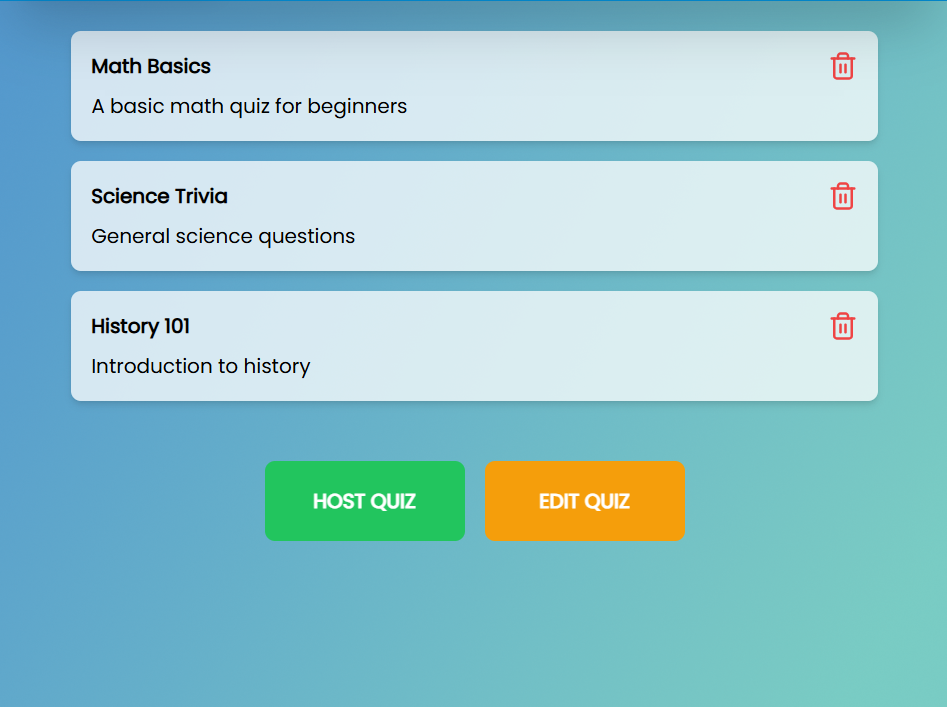 Math Basics
A basic math quiz for beginners
Science Trivia
General science questions
History 101
Introduction to history
HOST QUIZ
EDIT QUIZ